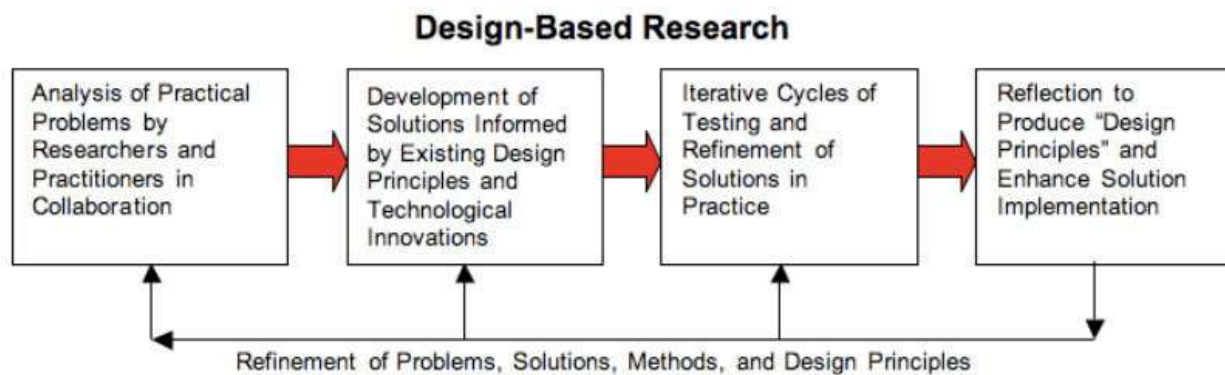 Design-Based Research
Analysis of Practical
Problems by
Researchers and
Practitioners in
Collaboration
Development of
Solutions Informed
by Existing Design
Principles and
Technological
Innovations
Iterative Cycles of
Testing and
Refinement of
Solutions in
Practice
Reflection to
Produce “Design
Principles” and
Enhance Solution
Implementation
Refinement of Problems, Solutions, Methods, and Design Principles